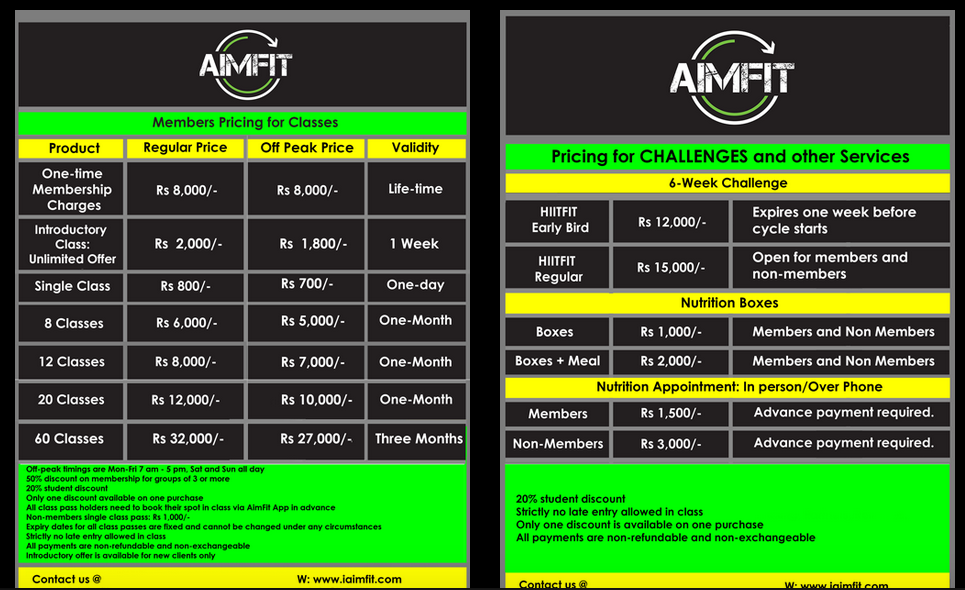 AIMFIT
Members Pricing for Classes
Product Regular Price Off Peak Price Validity
One-time
Membership
Charges
Rs 8,000/- Rs 8,000/- Life-time
Introductory
Class:
Unlimited Offer
Rs 2,000/- Rs 1,800/- 1 Week
Single Class Rs 800/- Rs 700/- One-day
8 Classes Rs 6,000/- Rs 5,000/- One-Month
12 Classes Rs 8,000/- Rs 7,000/- One-Month
20 Classes Rs 12,000/- Rs 10,000/- One-Month
60 Classes Rs 32,000/- Rs 27,000/- Three Months
Off-peak timings are Mon-Fri 7 am - 5 pm, Sat and Sun all day
50% discount on membership for groups of 3 or more
20% student discount
Only one discount available on one purchase
All class pass holders need to book their spot in class via AimFit App in advance
Non-members single class pass: Rs 1,000/-
Expiry dates for all class passes are fixed and cannot be changed under any circumstances
Strictly no late entry allowed in class
All payments are non-refundable and non-exchangeable
Introductory offer is available for new clients only
Contact us @ W: www.iaimfit.com
AIMFIT
Pricing for CHALLENGES and other Services
6-Week Challenge
HIITFIT
Early Bird
Rs 12,000/-
Expires one week before
cycle starts
HIITFIT
Regular
Rs 15,000/-
Open for members and
non-members
Nutrition Boxes
Boxes Rs 1,000/- Members and Non Members
Boxes + Meal Rs 2,000/- Members and Non Members
Nutrition Appointment: In person/Over Phone
Members Rs 1,500/- Advance payment required.
Non-Members Rs 3,000/- Advance payment required.
20% student discount
Strictly no late entry allowed in class
Only one discount is available on one purchase
All payments are non-refundable and non-exchangeable
Contact us @ W: www.iaimfit.com